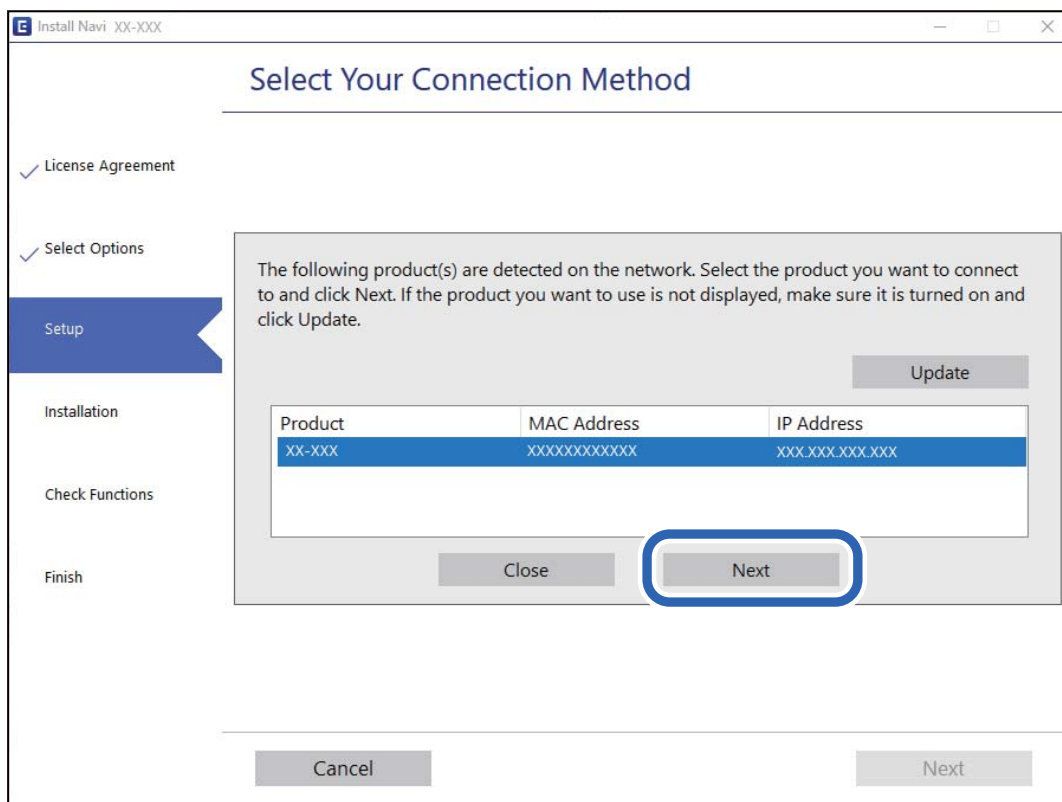 E Install Navi XX-XXX
Select Your Connection Method
License Agreement
Select Options
Setup
Installation
Check Functions
Finish
The following product(s) are detected on the network. Select the product you want to connect
to and click Next. If the product you want to use is not displayed, make sure it is turned on and
click Update.
Update
Product MAC Address IP Address
XX-XXX XXXXXXXXXXXX XXX.XXX.XXX.XXX
Close Next
Cancel Next